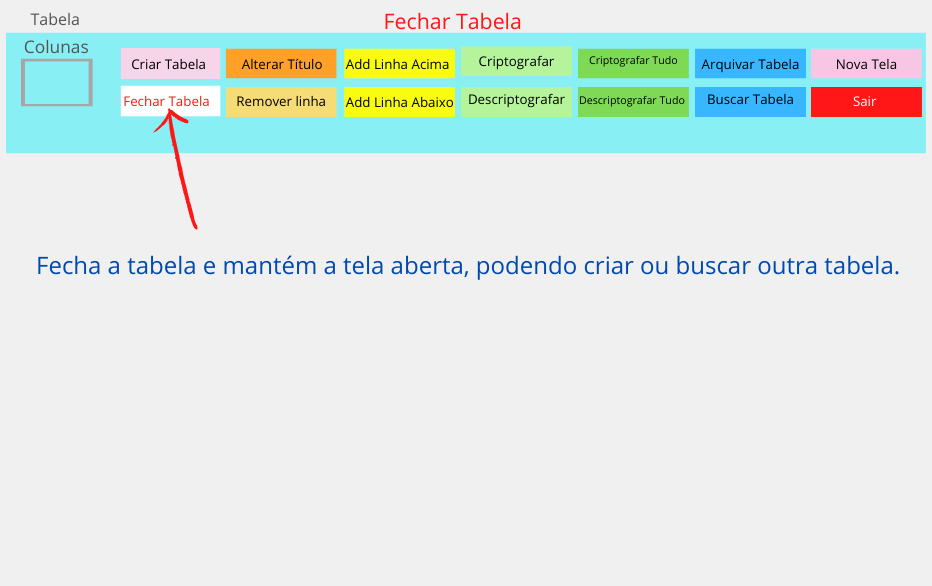 Tabela
Fechar Tabela
Colunas
Criar Tabela
Alterar Título
Add Linha Acima
Criptografar
Criptografar Tudo
Arquivar Tabela
Nova Tela
Fechar Tabela
Remover linha
Add Linha Abaixo
Descriptografar
Descriptografar Tudo
Buscar Tabela
Sair
Fecha a tabela e mantém a tela aberta, podendo criar ou buscar outra tabela.